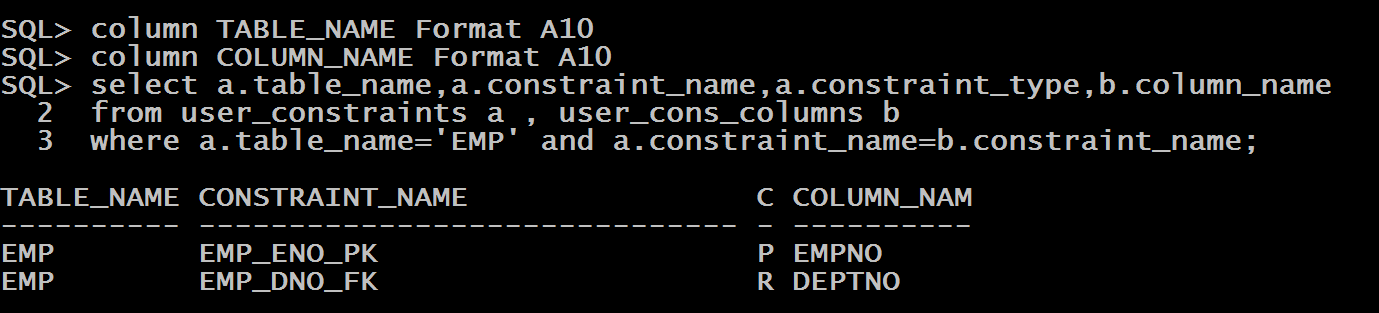 SQL> column TABLE_NAME Format A10
SQL> column COLUMN_NAME Format A10
SQL> select a.table_name,a.constraint_name,a.constraint_type,b.column_name
  2  from user_constraints a , user_cons_columns b
  3  where a.table_name='EMP' and a.constraint_name=b.constraint_name;

TABLE_NAME CONSTRAINT_NAME                C COLUMN_NAM
---------- ------------------------------ - ----------
EMP        EMP_ENO_PK                     P EMPNO
EMP        EMP_DNO_FK                     R DEPTNO